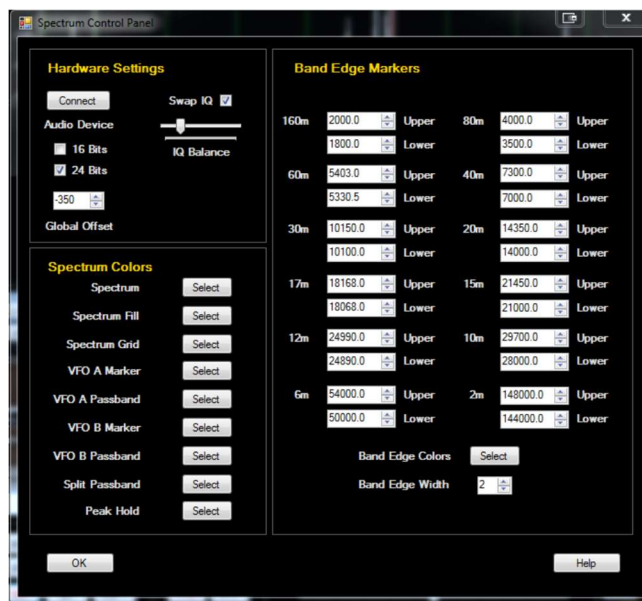 Spectrum Control Panel
Hardware Settings
Connect
Swap IQ
Audio Device
IQ Balance
16 Bits
24 Bits
-350
Global Offset
Spectrum Colors
Spectrum Select
Spectrum Fill Select
Spectrum Grid Select
VFO A Marker Select
VFO A Passband Select
VFO B Marker Select
VFO B Passband Select
Split Passband Select
Peak Hold Select
Band Edge Markers
160m 2000.0 Upper 80m 4000.0 Upper
1800.0 Lower 3500.0 Lower
60m 5403.0 Upper 40m 7300.0 Upper
5330.5 Lower 7000.0 Lower
30m 10150.0 Upper 20m 14350.0 Upper
10100.0 Lower 14000.0 Lower
17m 18168.0 Upper 15m 21450.0 Upper
18068.0 Lower 21000.0 Lower
12m 24990.0 Upper 10m 29700.0 Upper
24890.0 Lower 28000.0 Lower
6m 54000.0 Upper 2m 148000.0 Upper
50000.0 Lower 144000.0 Lower
Band Edge Colors Select
Band Edge Width 2
OK
Help